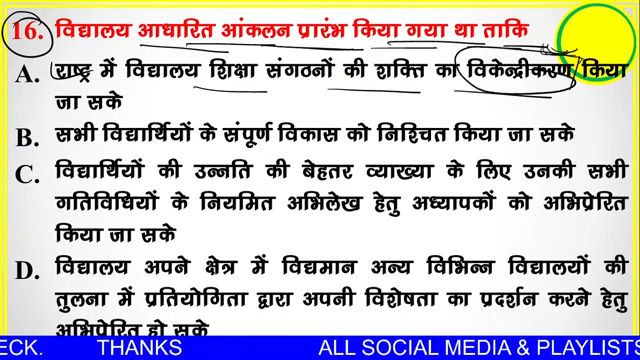 16. विद्यालय आधारित आंकलन प्रारंभ किया गया था ताकि
A. राष्ट्र में विद्यालय शिक्षा संगठनों की शक्ति का विकेन्द्रीकरण किया
जा सके
B. सभी विद्यार्थियों के संपूर्ण विकास को निश्चित किया जा सके
C. विद्यार्थियों की उन्नति की बेहतर व्याख्या के लिए उनकी सभी
गतिविधियों के नियमित अभिलेख हेतु अध्यापकों को अभिप्रेरित
किया जा सके
D. विद्यालय अपने क्षेत्र में विद्यमान अन्य विभिन्न विद्यालयों की
तुलना में प्रतियोगिता द्वारा अपनी विशेषता का प्रदर्शन करने हेतु
अभिप्रेरित हो सके
ECK. THANKS ALL SOCIAL MEDIA & PLAYLISTS